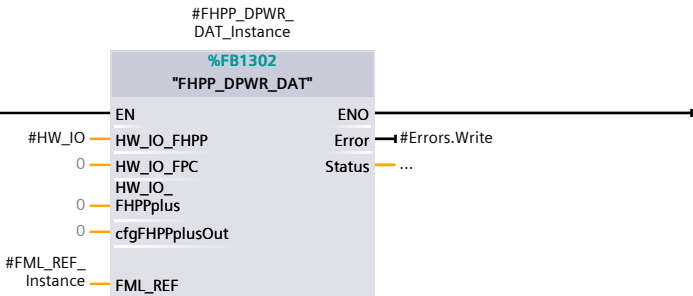 #FHPP_DPWR_
DAT_Instance
%FB1302
"FHPP_DPWR_DAT"
EN ENO
#HW_IO HW_IO_FHPP Error #Errors.Write
0 HW_IO_FPC Status ...
HW_IO_
0 FHPPplus
0 cfgFHPPplusOut
#FML_REF_
Instance FML_REF